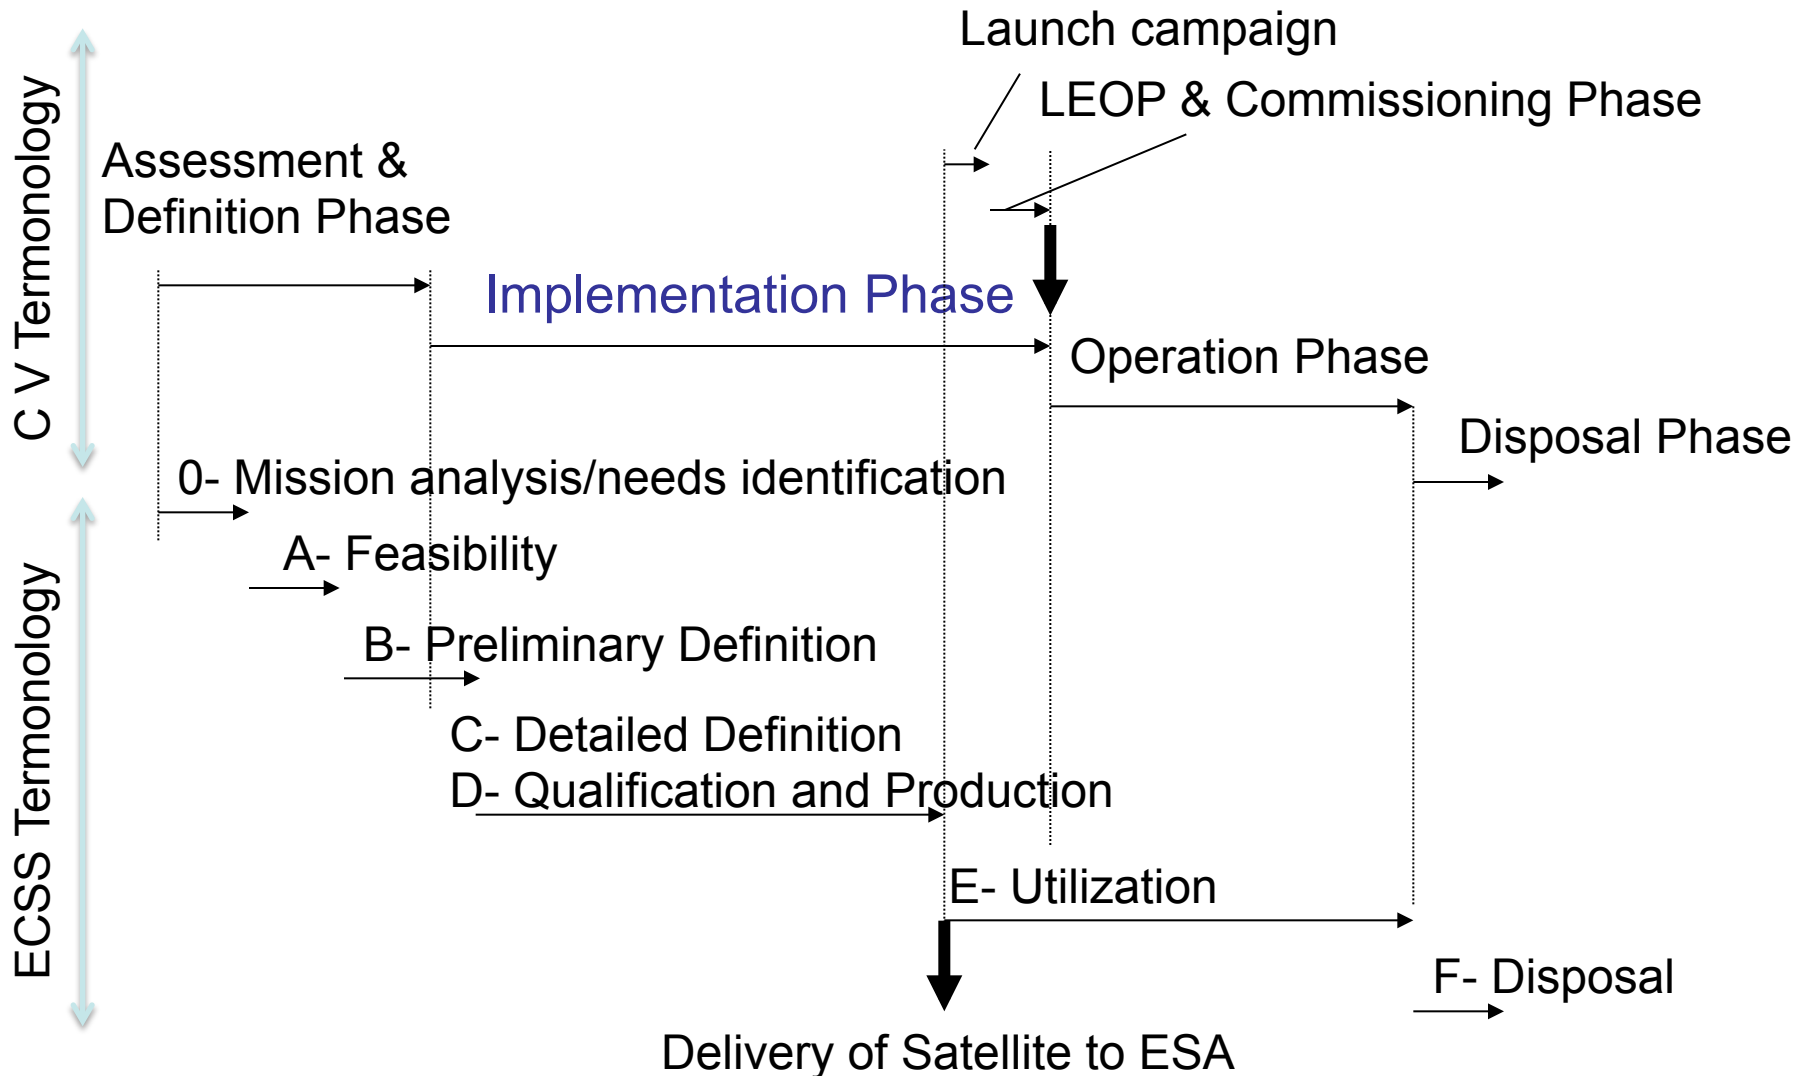 Launch campaign
LEOP & Commissioning Phase
C V Termonology
Assessment &
Definition Phase
Implementation Phase
Operation Phase
Disposal Phase
0- Mission analysis/needs identification
ECSS Termonology
A- Feasibility
B- Preliminary Definition
C- Detailed Definition
D- Qualification and Production
E- Utilization
F- Disposal
Delivery of Satellite to ESA